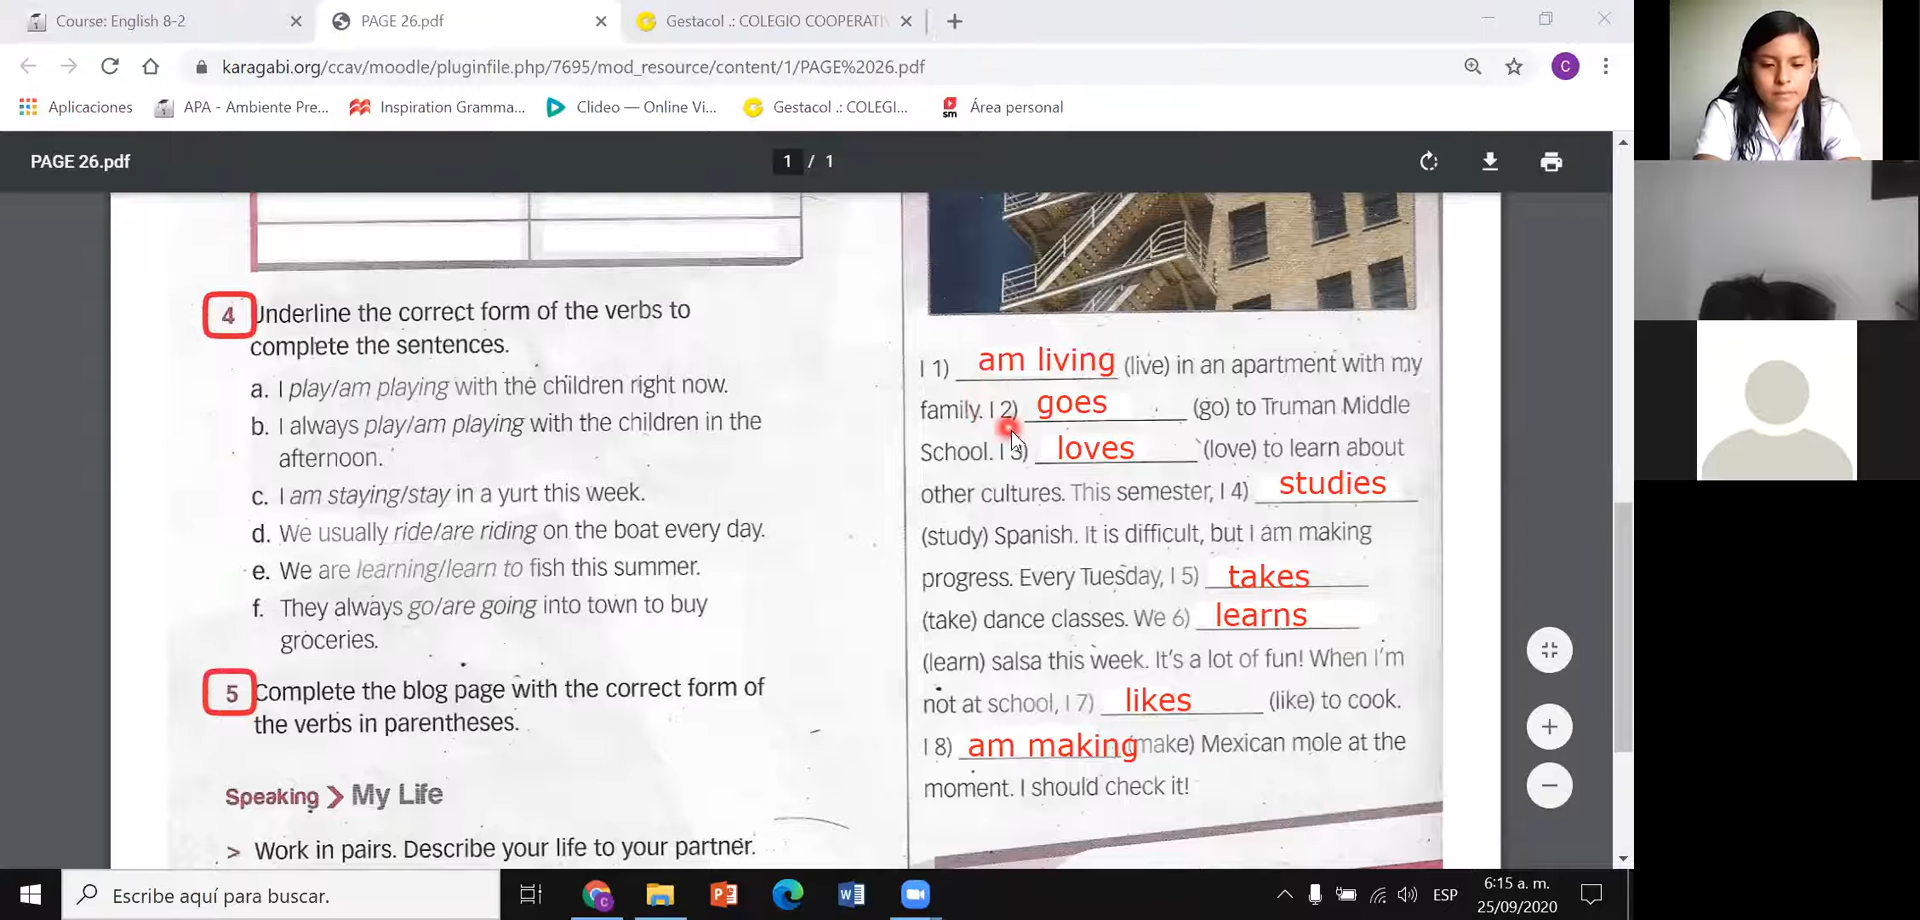 Course: English 8-2
PAGE 26.pdf
Gestacol .: COLEGIO COOPERATIV
karagabi.org/ccav/moodle/pluginfile.php/7695/mod_resource/content/1/PAGE%2026.pdf
C
Aplicaciones
APA - Ambiente Pre...
Inspiration Gramma...
Clideo — Online Vi...
Gestacol .: COLEGI...
sm
Área personal
PAGE 26.pdf
1 / 1
4 Underline the correct form of the verbs to
complete the sentences.
a. I play/am playing with the children right now.
b. I always play/am playing with the children in the
afternoon.
c. I am staying/stay in a yurt this week.
d. We usually ride/are riding on the boat every day.
e. We are learning/learn to fish this summer.
f. They always go/are going into town to buy
groceries.
5 Complete the blog page with the correct form of
the verbs in parentheses.
Speaking > My Life
> Work in pairs. Describe your life to your partner.
I 1) am living (live) in an apartment with my
family. I 2) goes (go) to Truman Middle
School. I 3) loves (love) to learn about
other cultures. This semester, I 4) studies
(study) Spanish. It is difficult, but I am making
progress. Every Tuesday, I 5) takes
(take) dance classes. We 6) learns
(learn) salsa this week. It's a lot of fun! When I'm
not at school, I 7) likes (like) to cook.
I 8) am making (make) Mexican mole at the
moment. I should check it!
Escribe aquí para buscar.
ESP
6:15 a. m.
25/09/2020